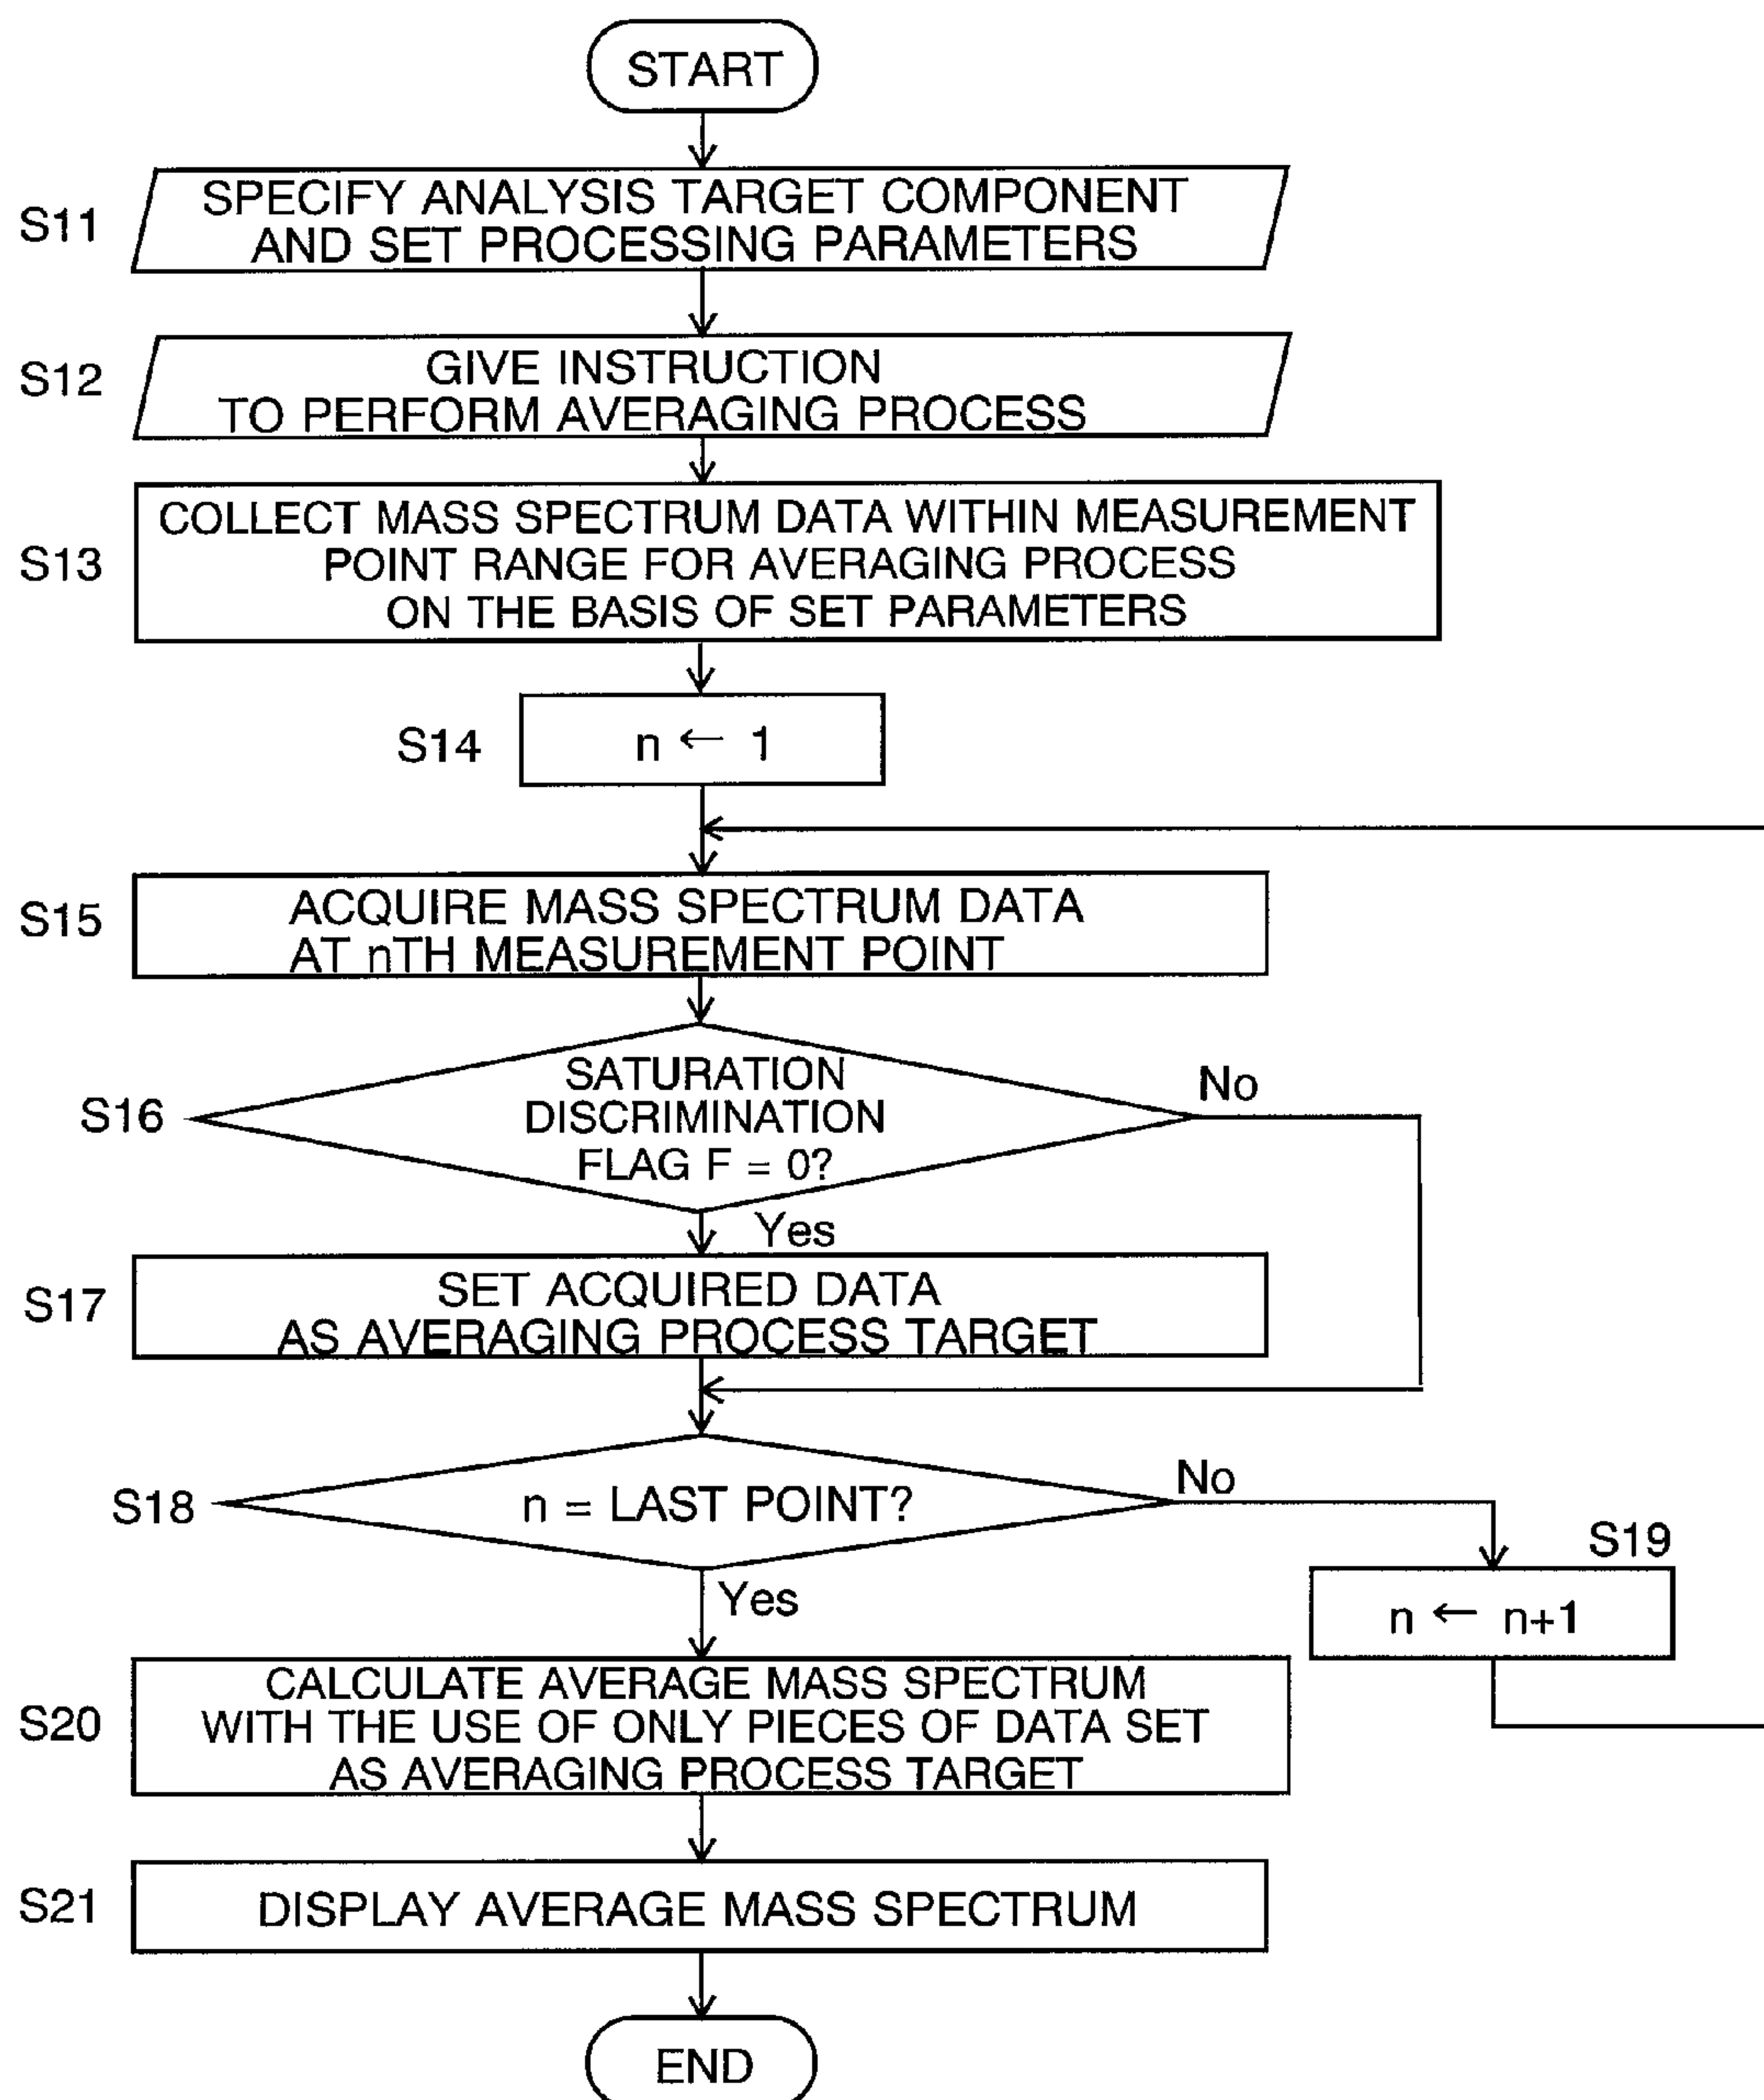 START
S11
SPECIFY ANALYSIS TARGET COMPONENT
AND SET PROCESSING PARAMETERS
S12
GIVE INSTRUCTION
TO PERFORM AVERAGING PROCESS
S13
COLLECT MASS SPECTRUM DATA WITHIN MEASUREMENT
POINT RANGE FOR AVERAGING PROCESS
ON THE BASIS OF SET PARAMETERS
S14
n ← 1
S15
ACQUIRE MASS SPECTRUM DATA
AT nTH MEASUREMENT POINT
S16
SATURATION
DISCRIMINATION
FLAG F = 0?
No
Yes
S17
SET ACQUIRED DATA
AS AVERAGING PROCESS TARGET
S18
n = LAST POINT?
No
S19
n ← n+1
Yes
S20
CALCULATE AVERAGE MASS SPECTRUM
WITH THE USE OF ONLY PIECES OF DATA SET
AS AVERAGING PROCESS TARGET
S21
DISPLAY AVERAGE MASS SPECTRUM
END